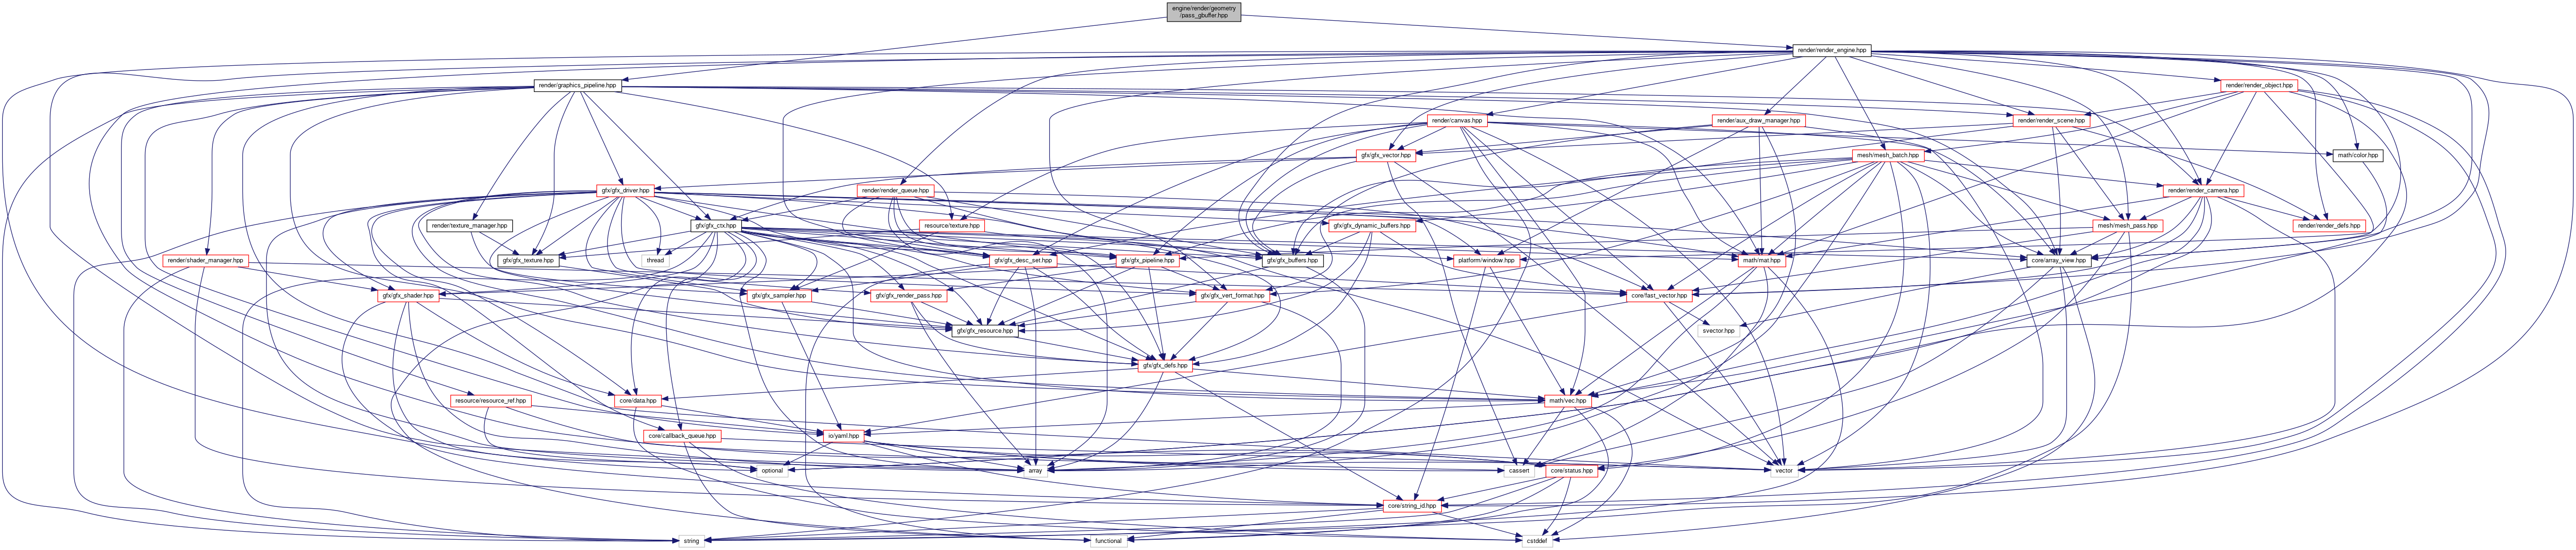 engine/render/geometry
/pass_gbuffer.hpp
render/render_engine.hpp
render/graphics_pipeline.hpp
render/render_object.hpp
render/canvas.hpp
render/aux_draw_manager.hpp
render/render_scene.hpp
gfx/gfx_vector.hpp
mesh/mesh_batch.hpp
math/color.hpp
gfx/gfx_driver.hpp
render/render_queue.hpp
render/render_camera.hpp
render/texture_manager.hpp
gfx/gfx_ctx.hpp
resource/texture.hpp
gfx/gfx_dynamic_buffers.hpp
mesh/mesh_pass.hpp
render/render_defs.hpp
render/shader_manager.hpp
gfx/gfx_texture.hpp
thread
gfx/gfx_desc_set.hpp
gfx/gfx_pipeline.hpp
gfx/gfx_buffers.hpp
platform/window.hpp
math/mat.hpp
core/array_view.hpp
gfx/gfx_shader.hpp
gfx/gfx_sampler.hpp
gfx/gfx_render_pass.hpp
gfx/gfx_vert_format.hpp
core/fast_vector.hpp
gfx/gfx_resource.hpp
svector.hpp
gfx/gfx_defs.hpp
resource/resource_ref.hpp
core/data.hpp
math/vec.hpp
core/callback_queue.hpp
io/yaml.hpp
optional
array
cassert
core/status.hpp
vector
core/string_id.hpp
string
functional
cstddef